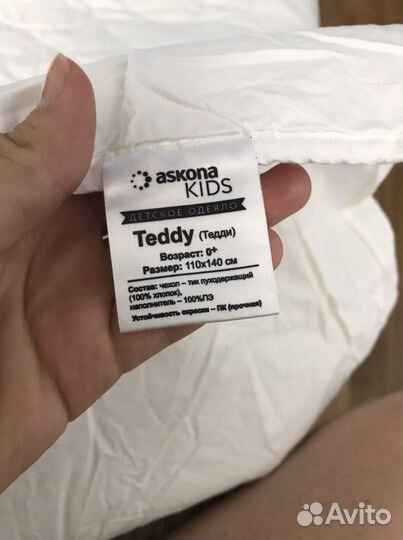 askona
KIDS
ДЕТСКОЕ ОДЕЯЛО
Teddy (Тедди)
Возраст: 0+
Размер: 110х140 см
Состав: чехол – тик пуходержащий
(100% хлопок),
наполнитель – 100%ПЭ
Устойчивость окраски – ПК (прочная)
Avito